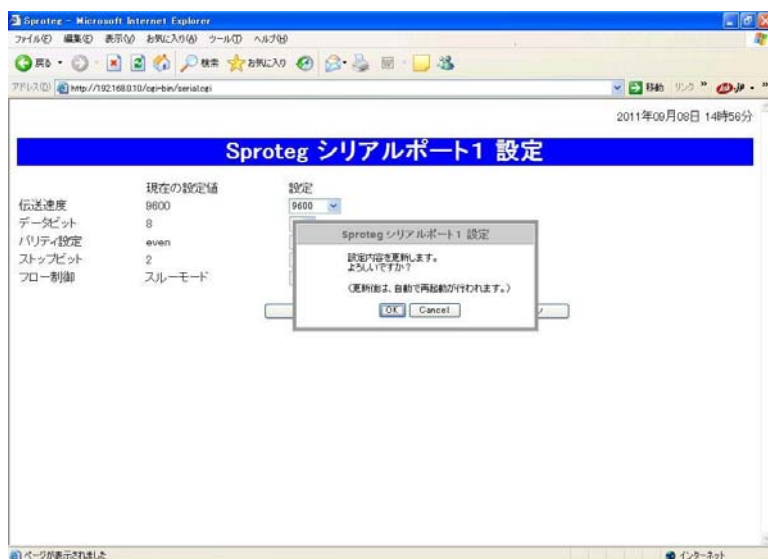 Sproteg - Microsoft Internet Explorer
ファイル(F) 編集(E) 表示(V) お気に入り(A) ツール(T) ヘルプ(H)
戻る 検索 お気に入り
アドレス(D) http://192.168.0.10/cgi-bin/serial.cgi 移動 リンク
2011年09月08日 14時56分
Sproteg シリアルポート1 設定
現在の設定値 設定
伝送速度 9600 9600
データビット 8
パリティ設定 even
ストップビット 2
フロー制御 スルーモード
Sproteg シリアルポート1 設定
設定内容を更新します。
よろしいですか?
(更新後は、自動で再起動が行われます。)
OK Cancel
ページが表示されました インターネット